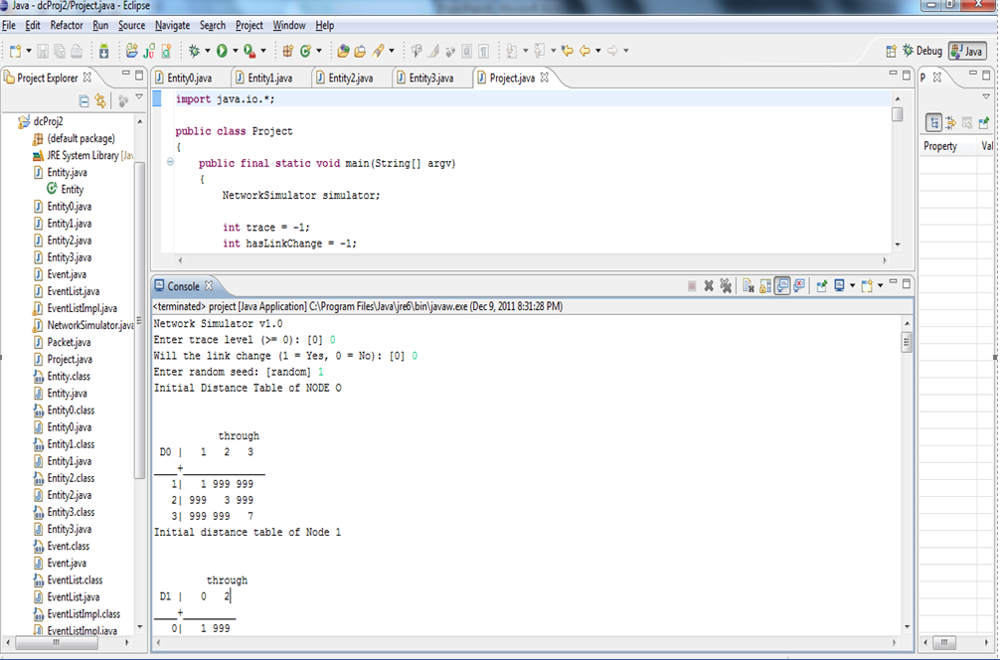 Java - dcProj2/Project.java - Eclipse
File Edit Refactor Run Source Navigate Search Project Window Help
Debug Java
Project Explorer
Entity0.java Entity1.java Entity2.java Entity3.java Project.java
P
dcProj2
(default package)
JRE System Library [Jav
Entity.java
Entity
Entity0.java
Entity1.java
Entity2.java
Entity3.java
Event.java
EventList.java
EventListImpl.java
NetworkSimulator.java
Packet.java
Project.java
Entity.class
Entity.java
Entity0.class
Entity0.java
Entity1.class
Entity1.java
Entity2.class
Entity2.java
Entity3.class
Entity3.java
Event.class
Event.java
EventList.class
EventList.java
EventListImpl.class
EventListImpl.java
import java.io.*;
public class Project
{
public final static void main(String[] argv)
{
NetworkSimulator simulator;
int trace = -1;
int hasLinkChange = -1;
Property Val
Console
<terminated> project [Java Application] C:\Program Files\Java\jre6\bin\javaw.exe (Dec 9, 2011 8:31:28 PM)
Network Simulator v1.0
Enter trace level (>= 0): [0] 0
Will the link change (1 = Yes, 0 = No): [0] 0
Enter random seed: [random] 1
Initial Distance Table of NODE O
through
D0 | 1 2 3
____+____________
1| 1 999 999
2| 999 3 999
3| 999 999 7
Initial distance table of Node 1
through
D1 | 0 2
____+________
0| 1 999